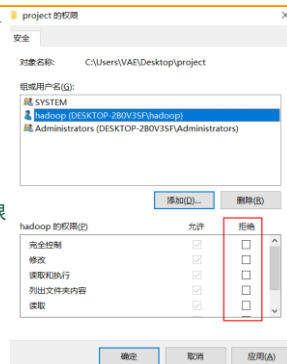 project 的权限
安全
对象名称: C:\Users\VAE\Desktop\project
组或用户名(G):
SYSTEM
hadoop (DESKTOP-2B0V3SF\hadoop)
Administrators (DESKTOP-2B0V3SF\Administrators)
添加(D)...
删除(R)
限
hadoop 的权限(P)
允许
拒绝
完全控制
修改
读取和执行
列出文件夹内容
读取
确定
取消
应用(A)